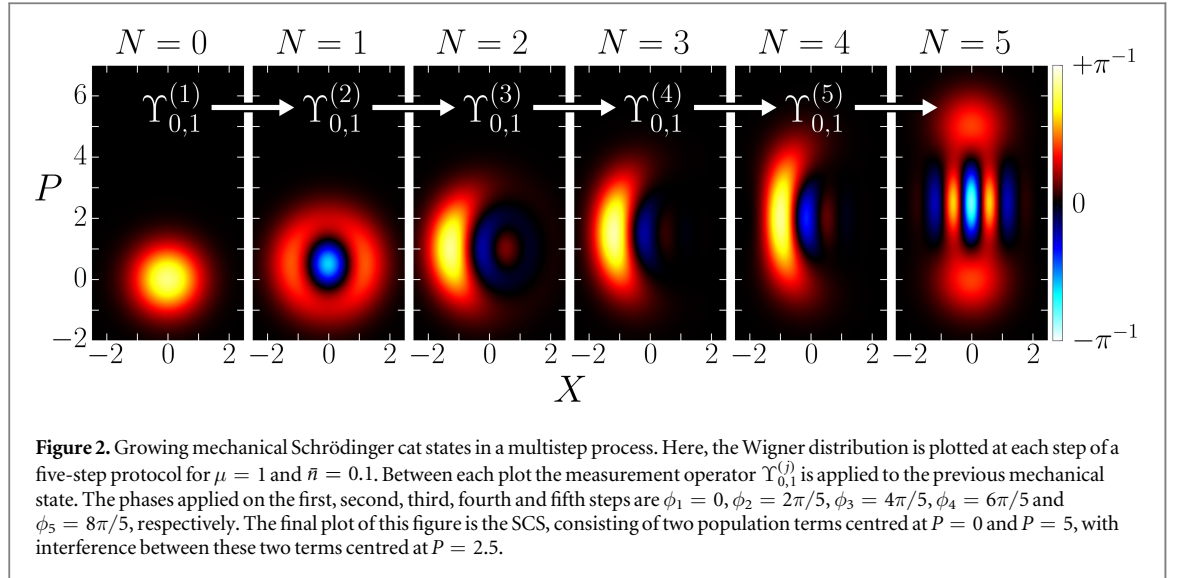 N = 0 N = 1 N = 2 N = 3 N = 4 N = 5
+π⁻¹
6 Υ₀,₁⁽¹⁾ Υ₀,₁⁽²⁾ Υ₀,₁⁽³⁾ Υ₀,₁⁽⁴⁾ Υ₀,₁⁽⁵⁾
4
P
2 0
0
−2 −π⁻¹
−2 0 2 −2 0 2 −2 0 2 −2 0 2 −2 0 2 −2 0 2
X
Figure 2. Growing mechanical Schrödinger cat states in a multistep process. Here, the Wigner distribution is plotted at each step of a
five-step protocol for μ = 1 and n̄ = 0.1. Between each plot the measurement operator Υ₀,₁⁽ʲ⁾ is applied to the previous mechanical
state. The phases applied on the first, second, third, fourth and fifth steps are ϕ₁ = 0, ϕ₂ = 2π/5, ϕ₃ = 4π/5, ϕ₄ = 6π/5 and
ϕ₅ = 8π/5, respectively. The final plot of this figure is the SCS, consisting of two population terms centred at P = 0 and P = 5, with
interference between these two terms centred at P = 2.5.